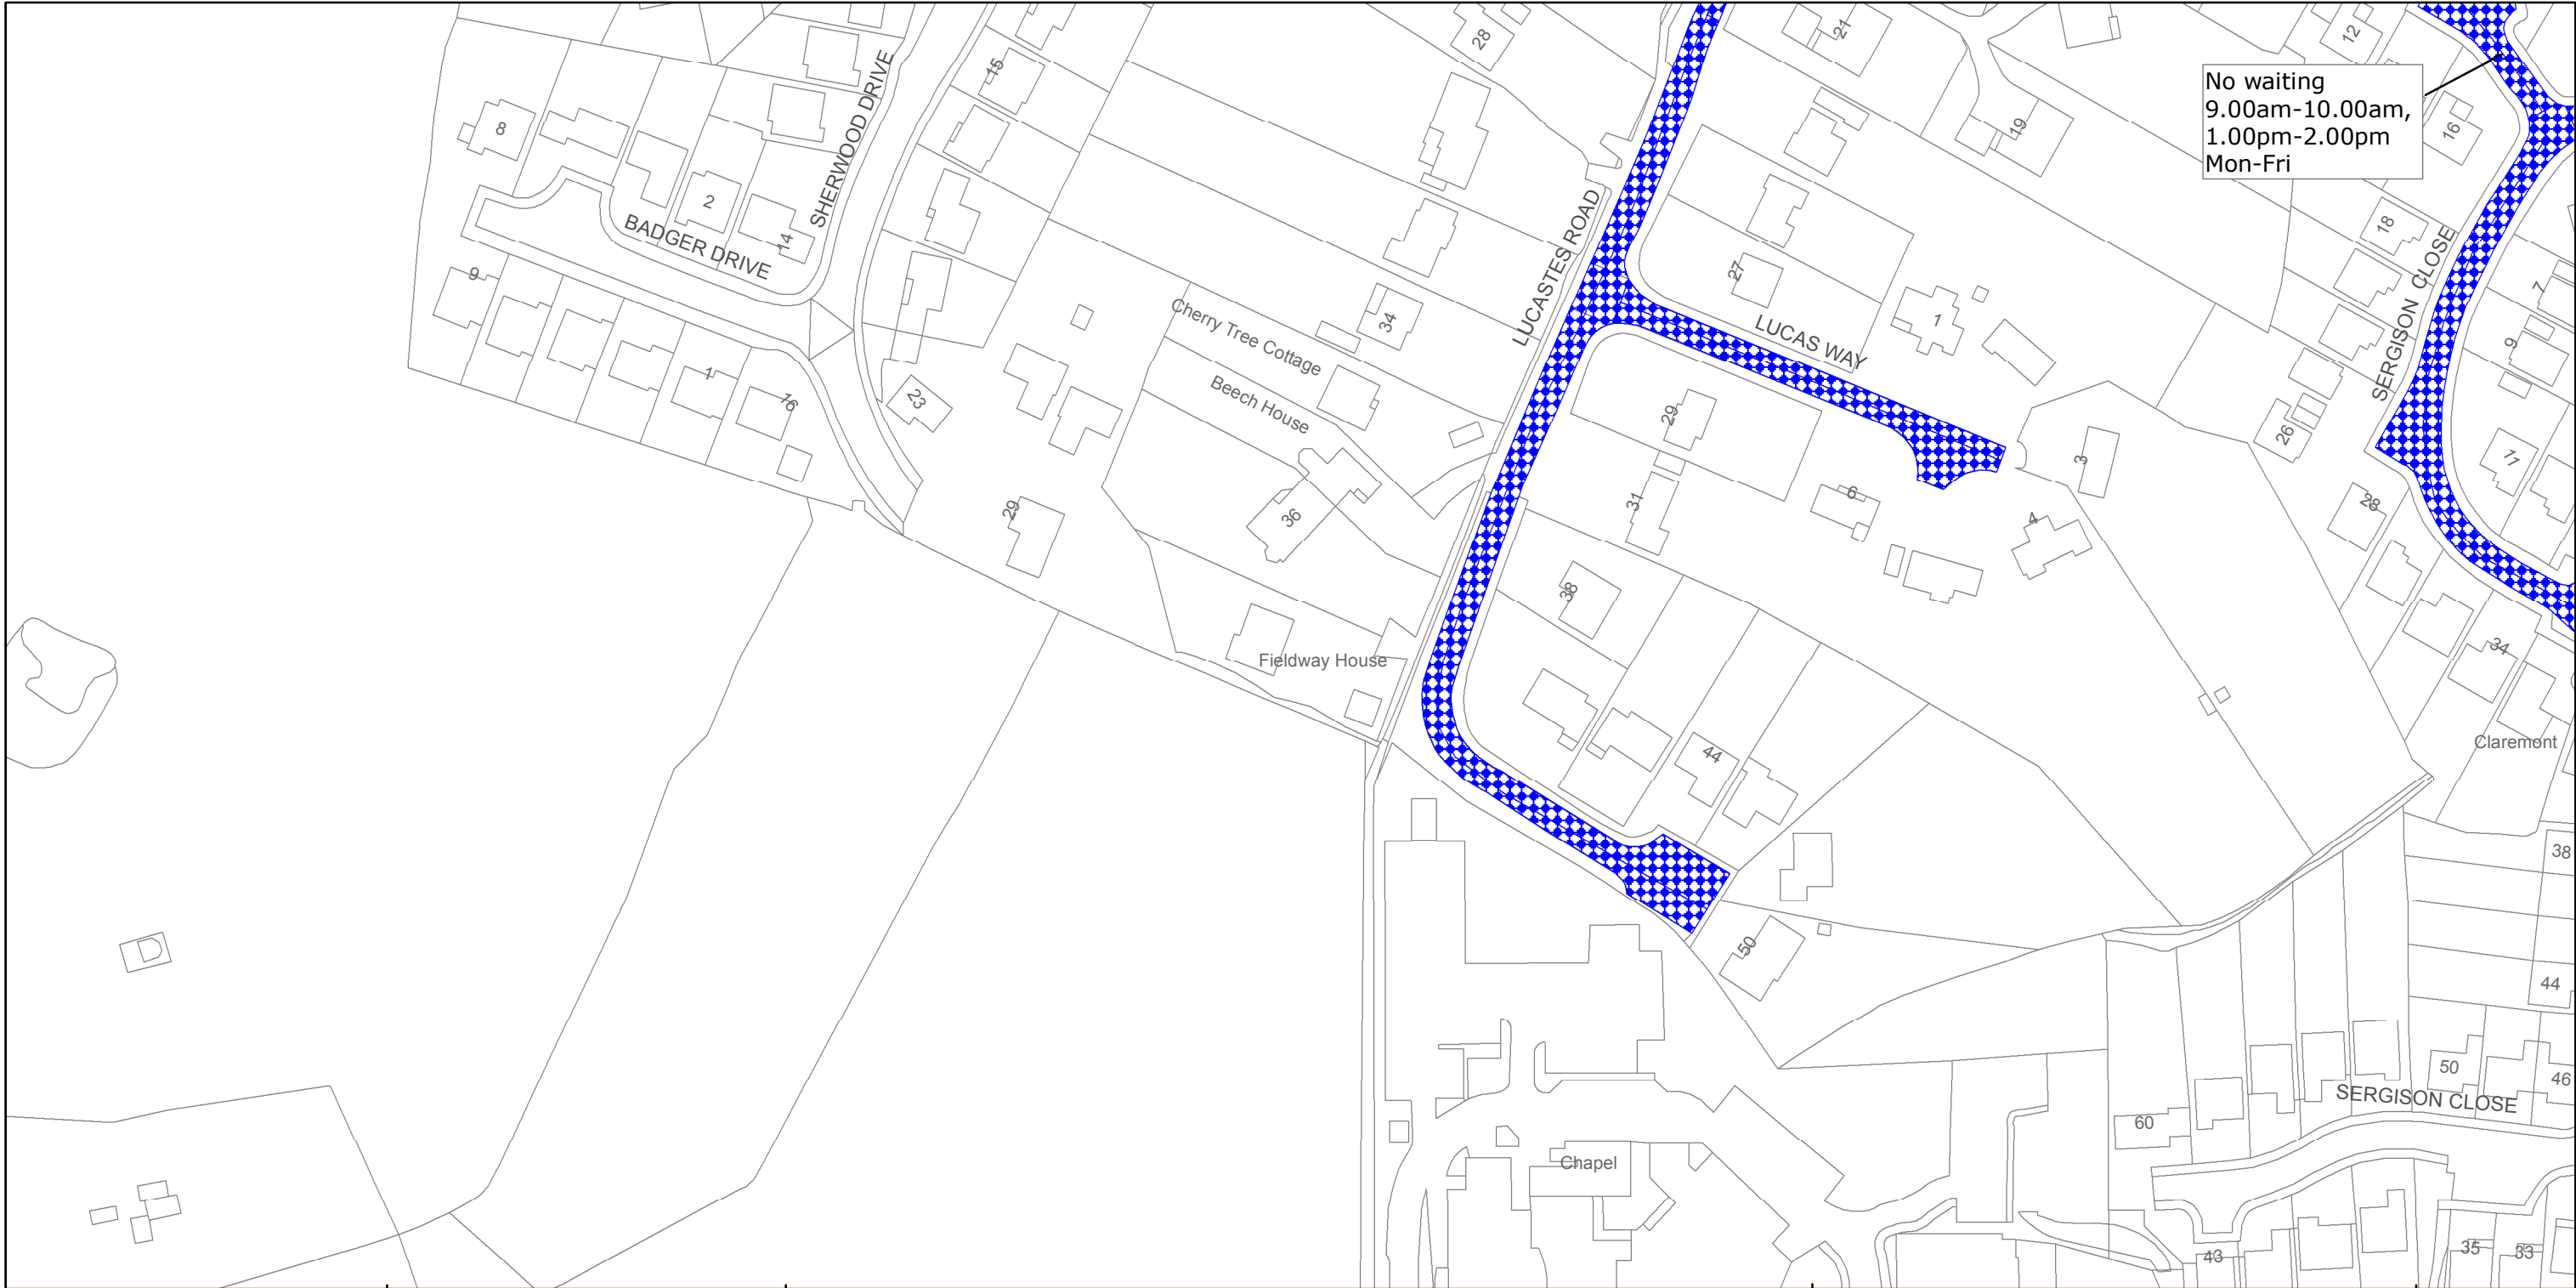 28
21
12
No waiting
9.00am-10.00am,
1.00pm-2.00pm
Mon-Fri
15
SHERWOOD DRIVE
8
19
16
2
14
BADGER DRIVE
LUCASTES ROAD
18
SERGISON CLOSE
9
27
7
Cherry Tree Cottage
34
LUCAS WAY
1
9
Beech House
1
16
23
29
26
3
11
29
36
31
6
4
28
38
Fieldway House
34
44
Claremont
38
50
44
50
46
SERGISON CLOSE
60
Chapel
43
35
33